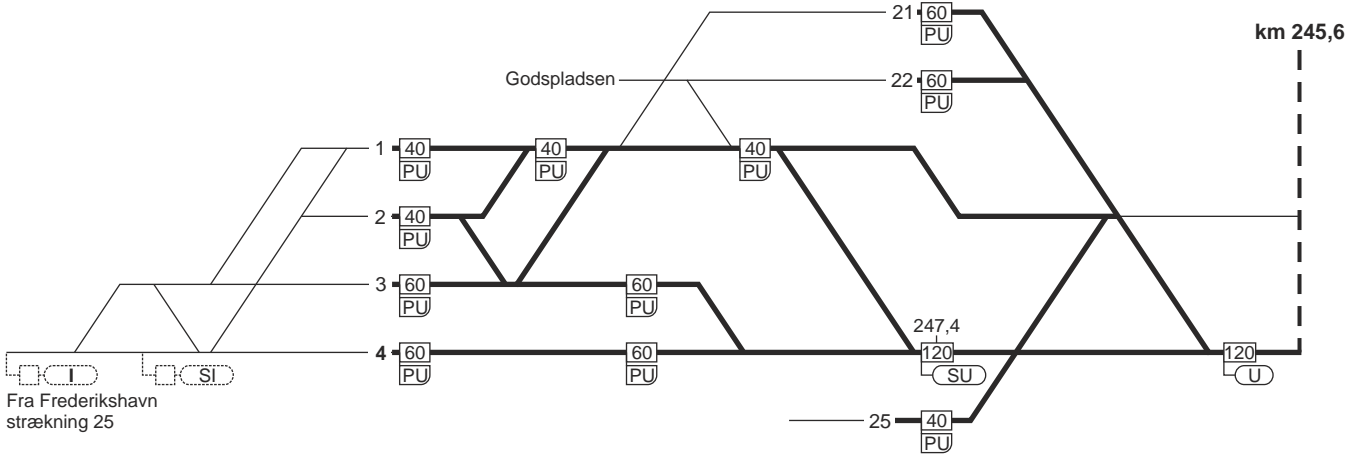 21 60
PU
km 245,6
Godspladsen 22 60
PU
1 40 40 40
PU PU PU
2 40
PU
3 60 60
PU PU
247,4
4 60 60 120 120
I SI PU PU SU U
Fra Frederikshavn
strækning 25
25 40
PU